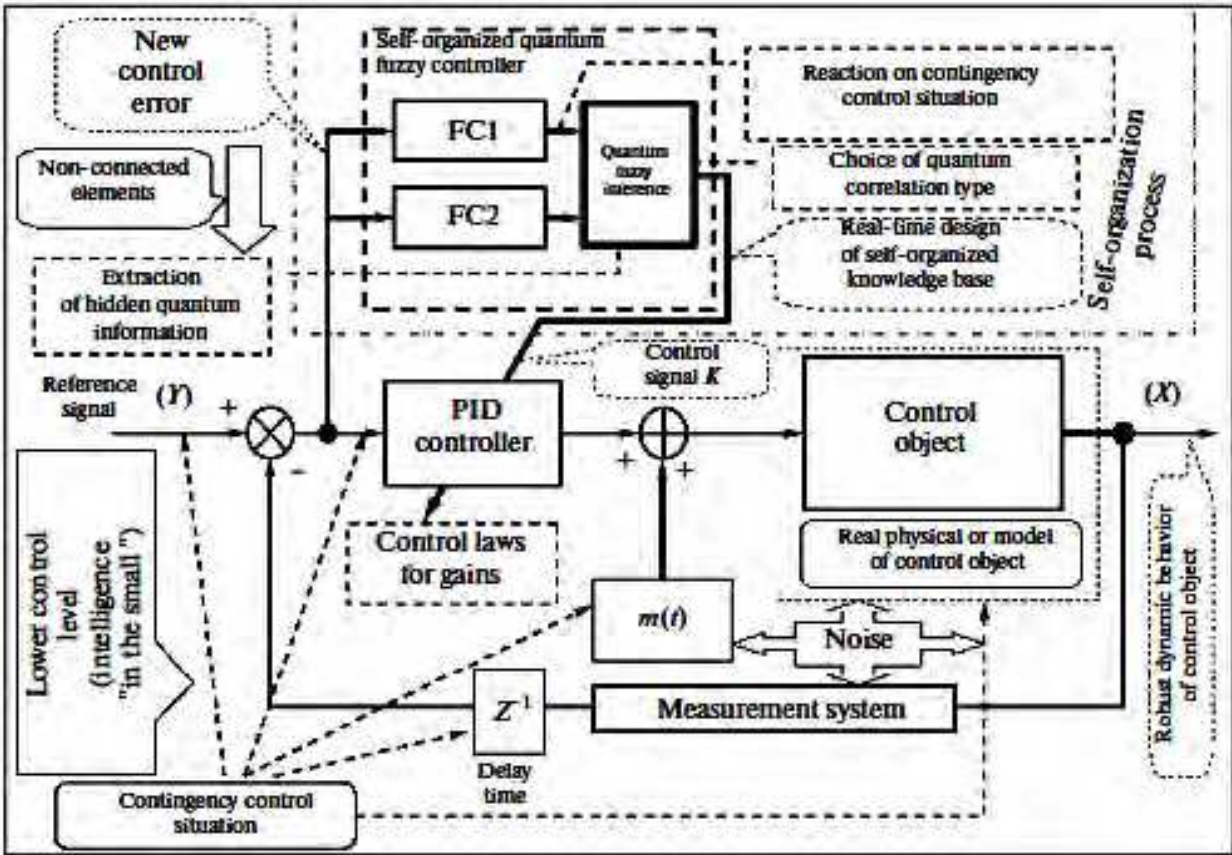 New
control
error
Self-organized quantum
fuzzy controller
FC1
FC2
Quantum
fuzzy
inference
Reaction on contingency
control situation
Choice of quantum
correlation type
Real-time design
of self-organized
knowledge base
Self-organization
process
Non-connected
elements
Extraction
of hidden quantum
information
Reference
signal
(Y)
+
-
PID
controller
Control
signal K
+
+
Control
object
(X)
Real physical or model
of control object
Control laws
for gains
m(t)
Noise
Measurement system
Z-1
Delay
time
Lower control
level
(intelligence
"in the small")
Contingency control
situation
Robust dynamic behavior
of control object